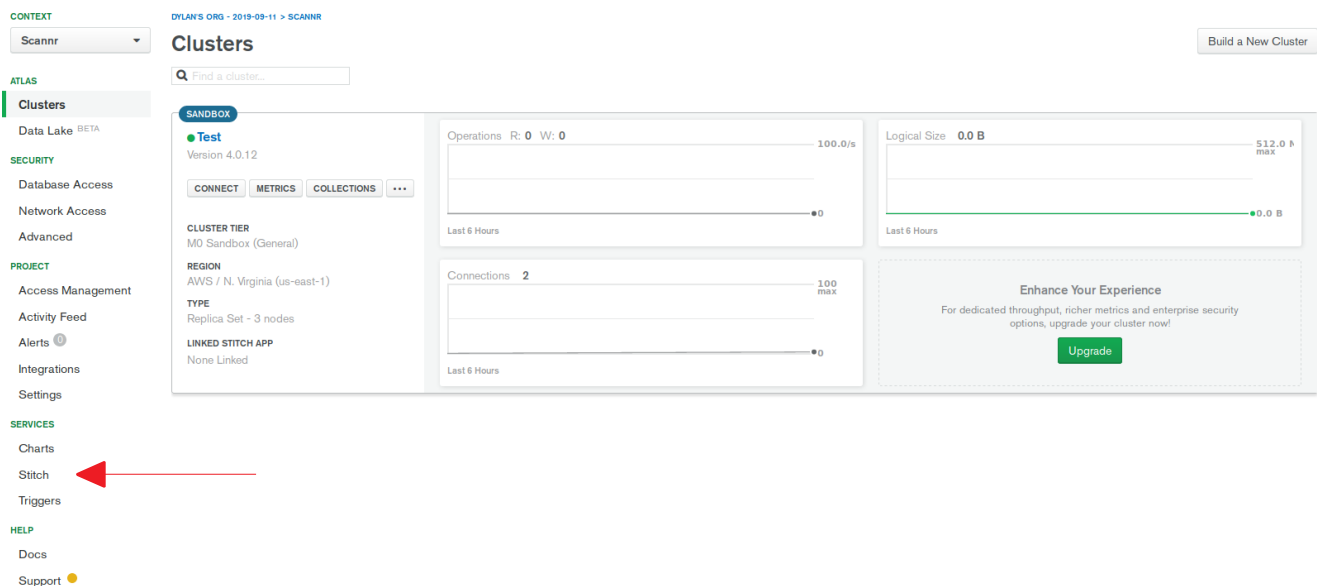 CONTEXT
Scannr
ATLAS
Clusters
Data Lake BETA
SECURITY
Database Access
Network Access
Advanced
PROJECT
Access Management
Activity Feed
Alerts 0
Integrations
Settings
SERVICES
Charts
Stitch
Triggers
HELP
Docs
Support
DYLAN'S ORG - 2019-09-11 > SCANNR
Clusters
Build a New Cluster
Find a cluster...
SANDBOX
Test
Version 4.0.12
CONNECT METRICS COLLECTIONS ...
CLUSTER TIER
M0 Sandbox (General)
REGION
AWS / N. Virginia (us-east-1)
TYPE
Replica Set - 3 nodes
LINKED STITCH APP
None Linked
Operations R: 0 W: 0
100.0/s
0
Last 6 Hours
Logical Size 0.0 B
512.0
max
0.0 B
Last 6 Hours
Connections 2
100
max
0
Last 6 Hours
Enhance Your Experience
For dedicated throughput, richer metrics and enterprise security
options, upgrade your cluster now!
Upgrade